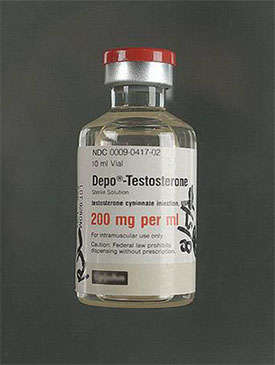 NDC 0009-0417-02
10 ml Vial
Depo®-Testosterone
Sterile Solution
testosterone cypionate injection,
200 mg per ml
For intramuscular use only
Caution: Federal law prohibits
dispensing without prescription.